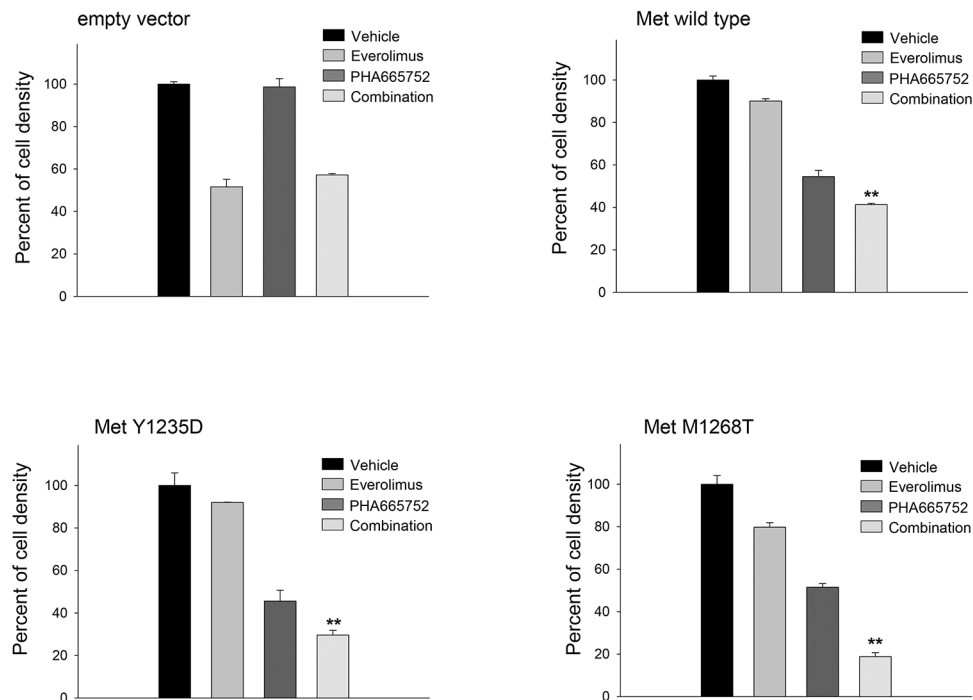 empty vector
Vehicle
Everolimus
PHA665752
Combination
Percent of cell density
100
80
60
40
20
0
Met wild type
Vehicle
Everolimus
PHA665752
Combination
Percent of cell density
100
80
60
40
20
0
**
Met Y1235D
Vehicle
Everolimus
PHA665752
Combination
Percent of cell density
100
80
60
40
20
0
**
Met M1268T
Vehicle
Everolimus
PHA665752
Combination
Percent of cell density
100
80
60
40
20
0
**